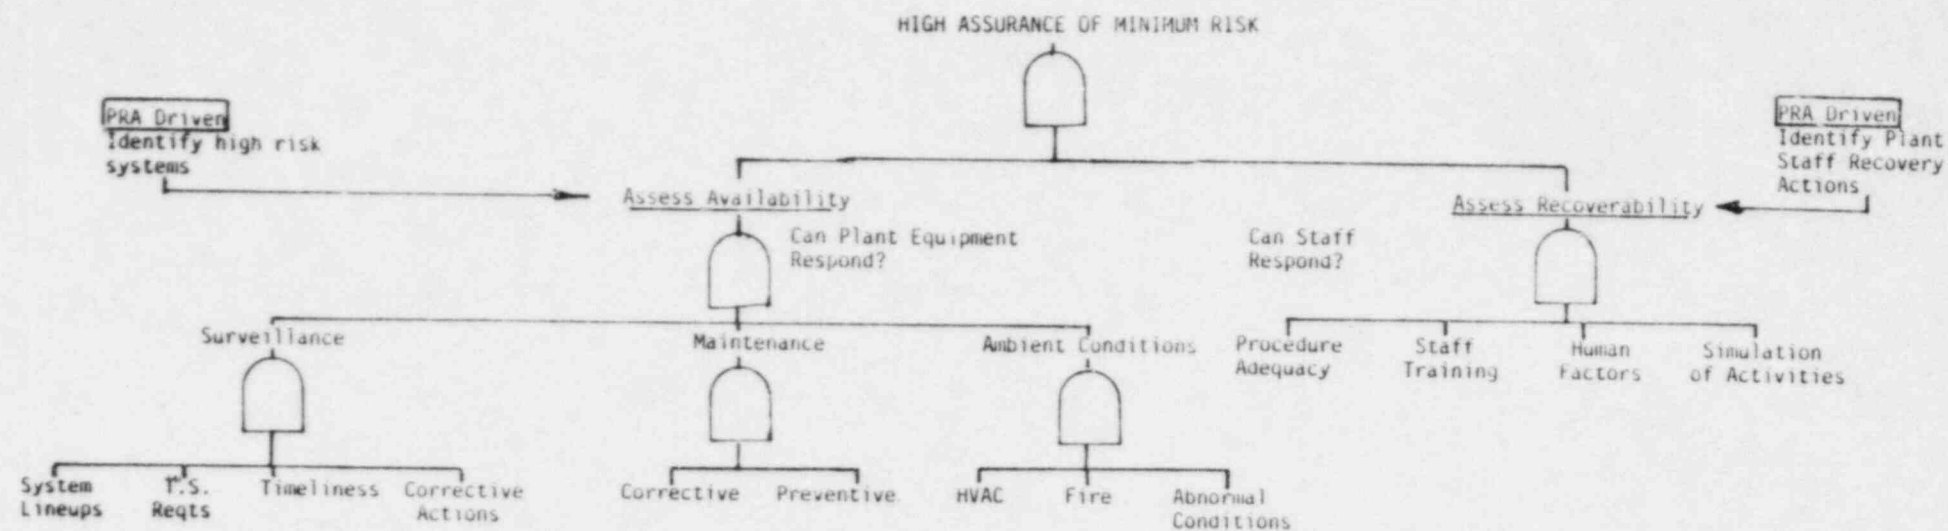 HIGH ASSURANCE OF MINIMUM RISK
PRA Driven
Identify high risk
systems
PRA Driven
Identify Plant
Staff Recovery
Actions
Assess Availability
Assess Recoverability
Can Plant Equipment
Respond?
Can Staff
Respond?
Surveillance
Maintenance
Ambient Conditions
Procedure
Adequacy
Staff
Training
Human
Factors
Simulation
of Activities
System
Lineups
T.S.
Reqts
Timeliness
Corrective
Actions
Corrective
Preventive
HVAC
Fire
Abnormal
Conditions